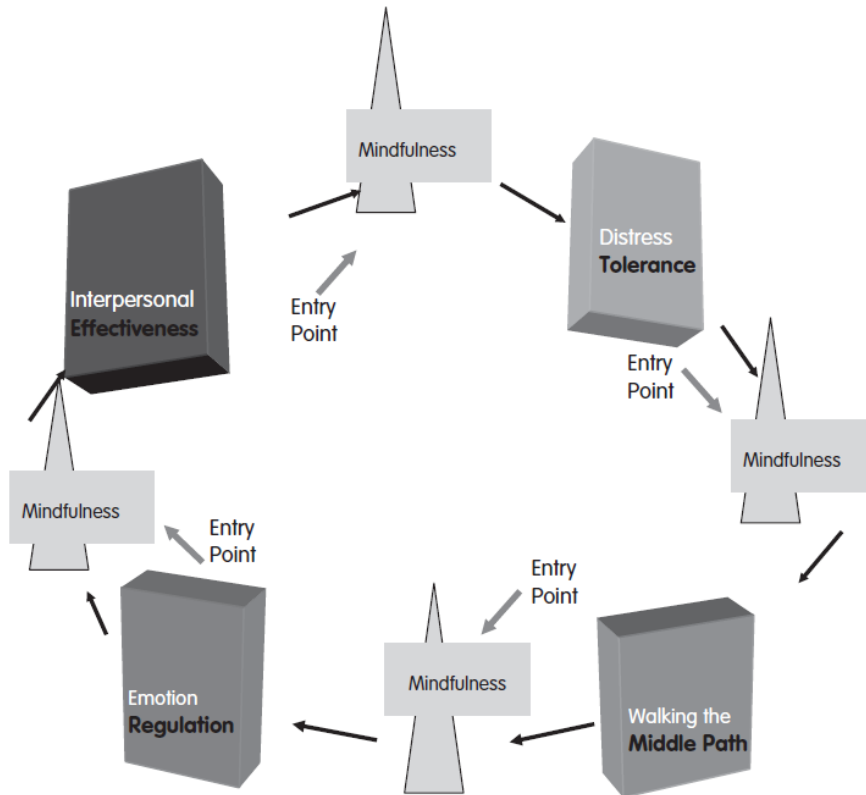 Mindfulness
Distress
Tolerance
Entry
Point
Mindfulness
Walking the
Middle Path
Entry
Point
Mindfulness
Emotion
Regulation
Entry
Point
Mindfulness
Interpersonal
Effectiveness
Entry
Point